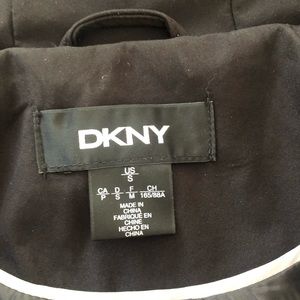 DKNY
US
S
CA D F CH
P S M 165/88A
MADE IN
CHINA
FABRIQUÉ EN
CHINE
HECHO EN
CHINA